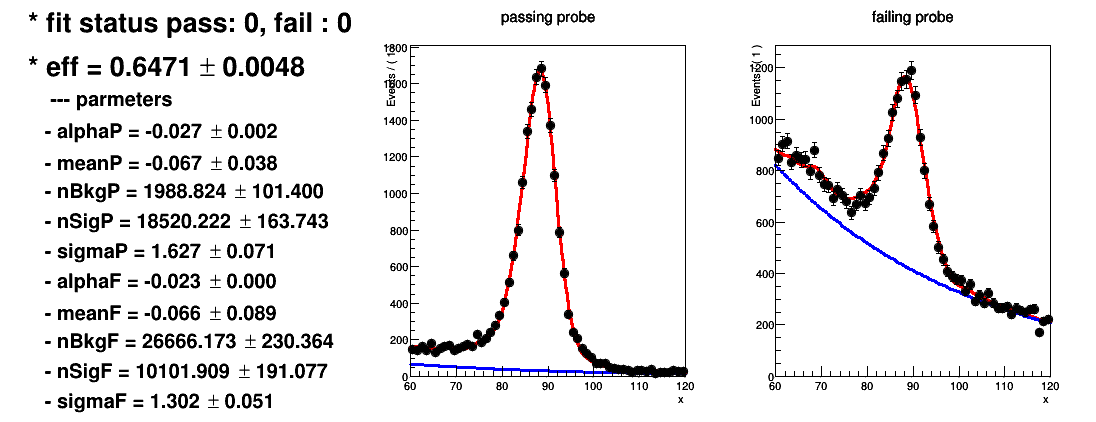 * fit status pass: 0, fail : 0
* eff = 0.6471 ± 0.0048
--- parmeters
- alphaP = -0.027 ± 0.002
- meanP = -0.067 ± 0.038
- nBkgP = 1988.824 ± 101.400
- nSigP = 18520.222 ± 163.743
- sigmaP = 1.627 ± 0.071
- alphaF = -0.023 ± 0.000
- meanF = -0.066 ± 0.089
- nBkgF = 26666.173 ± 230.364
- nSigF = 10101.909 ± 191.077
- sigmaF = 1.302 ± 0.051
passing probe
Events / ( 1 )
1800
1600
1400
1200
1000
800
600
400
200
0
60 70 80 90 100 110 120
x
failing probe
Events / ( 1 )
1200
1000
800
600
400
200
0
60 70 80 90 100 110 120
x